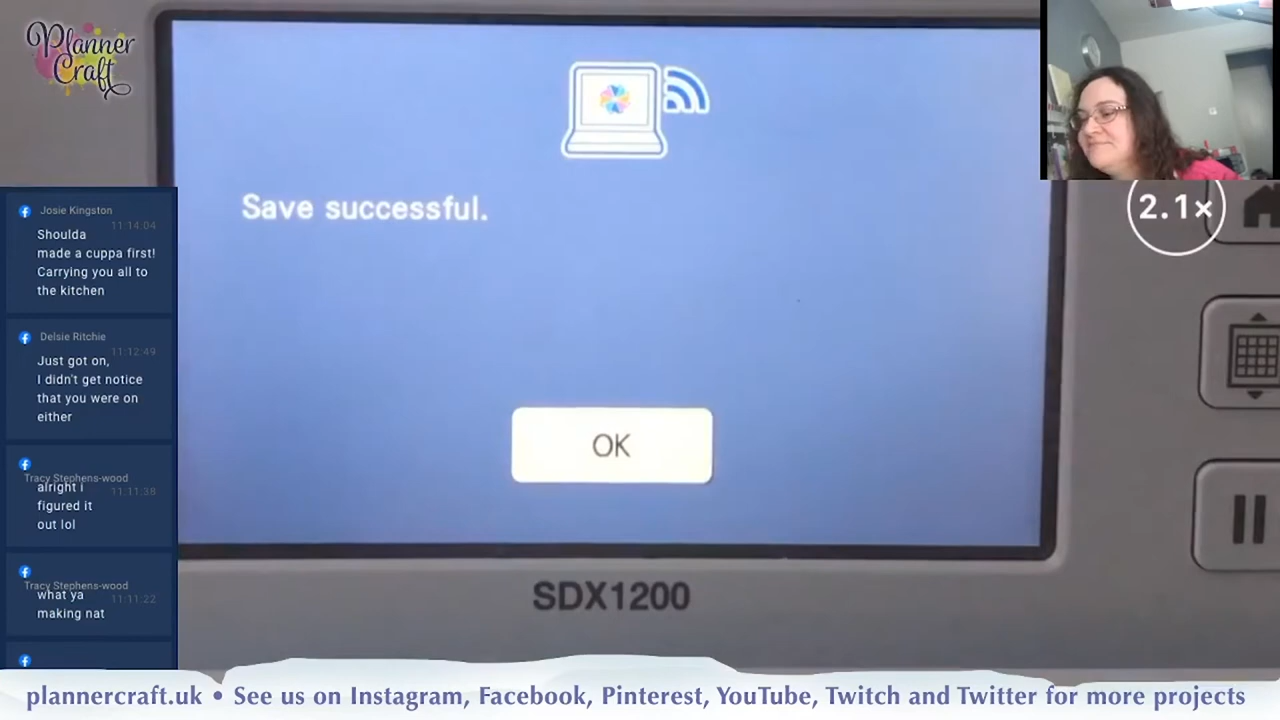 Planner
Craft
Save successful.
OK
SDX1200
2.1×
Josie Kingston
11:14:04
Shoulda
made a cuppa first!
Carrying you all to
the kitchen
Delsie Ritchie
11:12:49
Just got on,
I didn't get notice
that you were on
either
Tracy Stephens-wood
11:11:38
alright i
figured it
out lol
Tracy Stephens-wood
11:11:22
what ya
making nat
plannercraft.uk • See us on Instagram, Facebook, Pinterest, YouTube, Twitch and Twitter for more projects